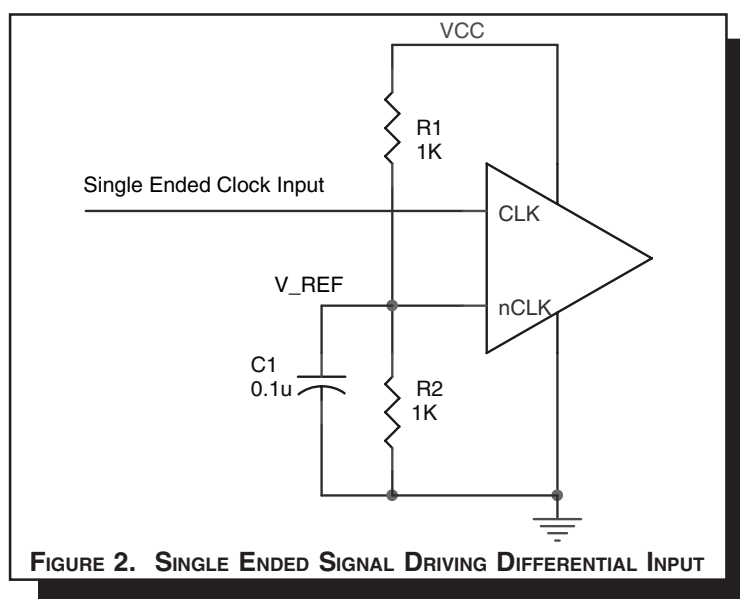 VCC
R1
1K
Single Ended Clock Input
CLK
V_REF
nCLK
C1
0.1u
R2
1K
FIGURE 2. SINGLE ENDED SIGNAL DRIVING DIFFERENTIAL INPUT